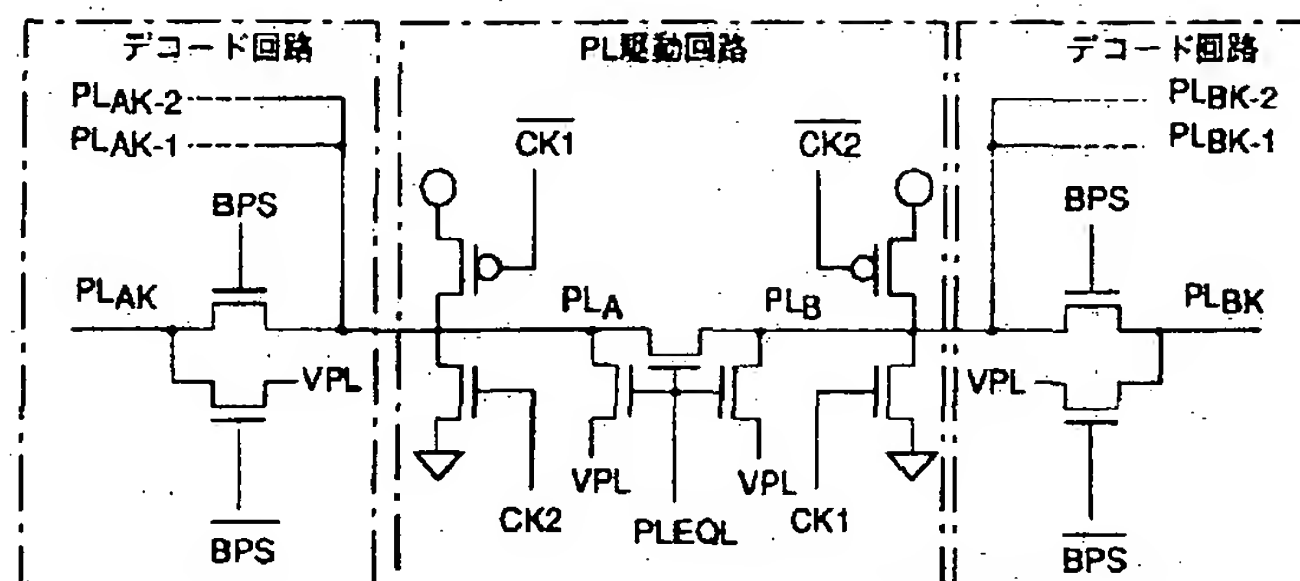 デコード回路
PL駆動回路
デコード回路
PLAK-2
PLAK-1
PLBK-2
PLBK-1
CK1
CK2
BPS
BPS
PLAK
PLA
PLB
PLBK
VPL
VPL
VPL
VPL
CK2
PLEQL
CK1
BPS
BPS